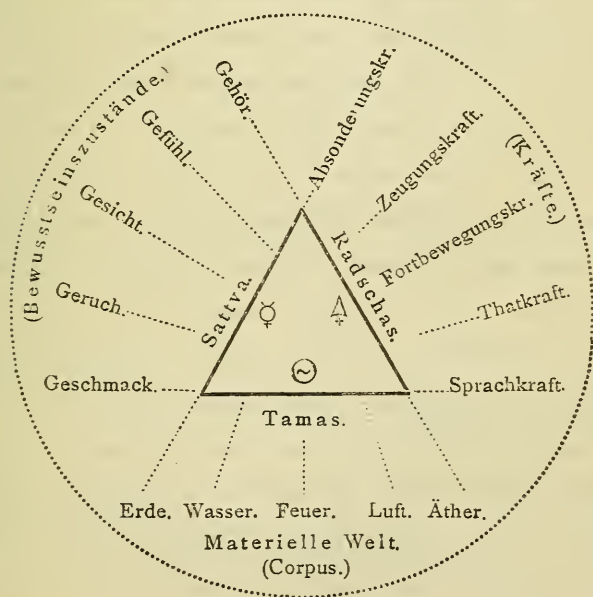 (Bewusstseinszustände.)
Gehör.
Gefühl.
Gesicht.
Geruch.
Geschmack.
Absonderungskr.
Zeugungskraft.
Fortbewegungskr.
Thatkraft.
Sprachkraft.
(Kräfte.)
Sattva.
Radschas.
Tamas.
Erde. Wasser. Feuer. Luft. Äther.
Materielle Welt.
(Corpus.)